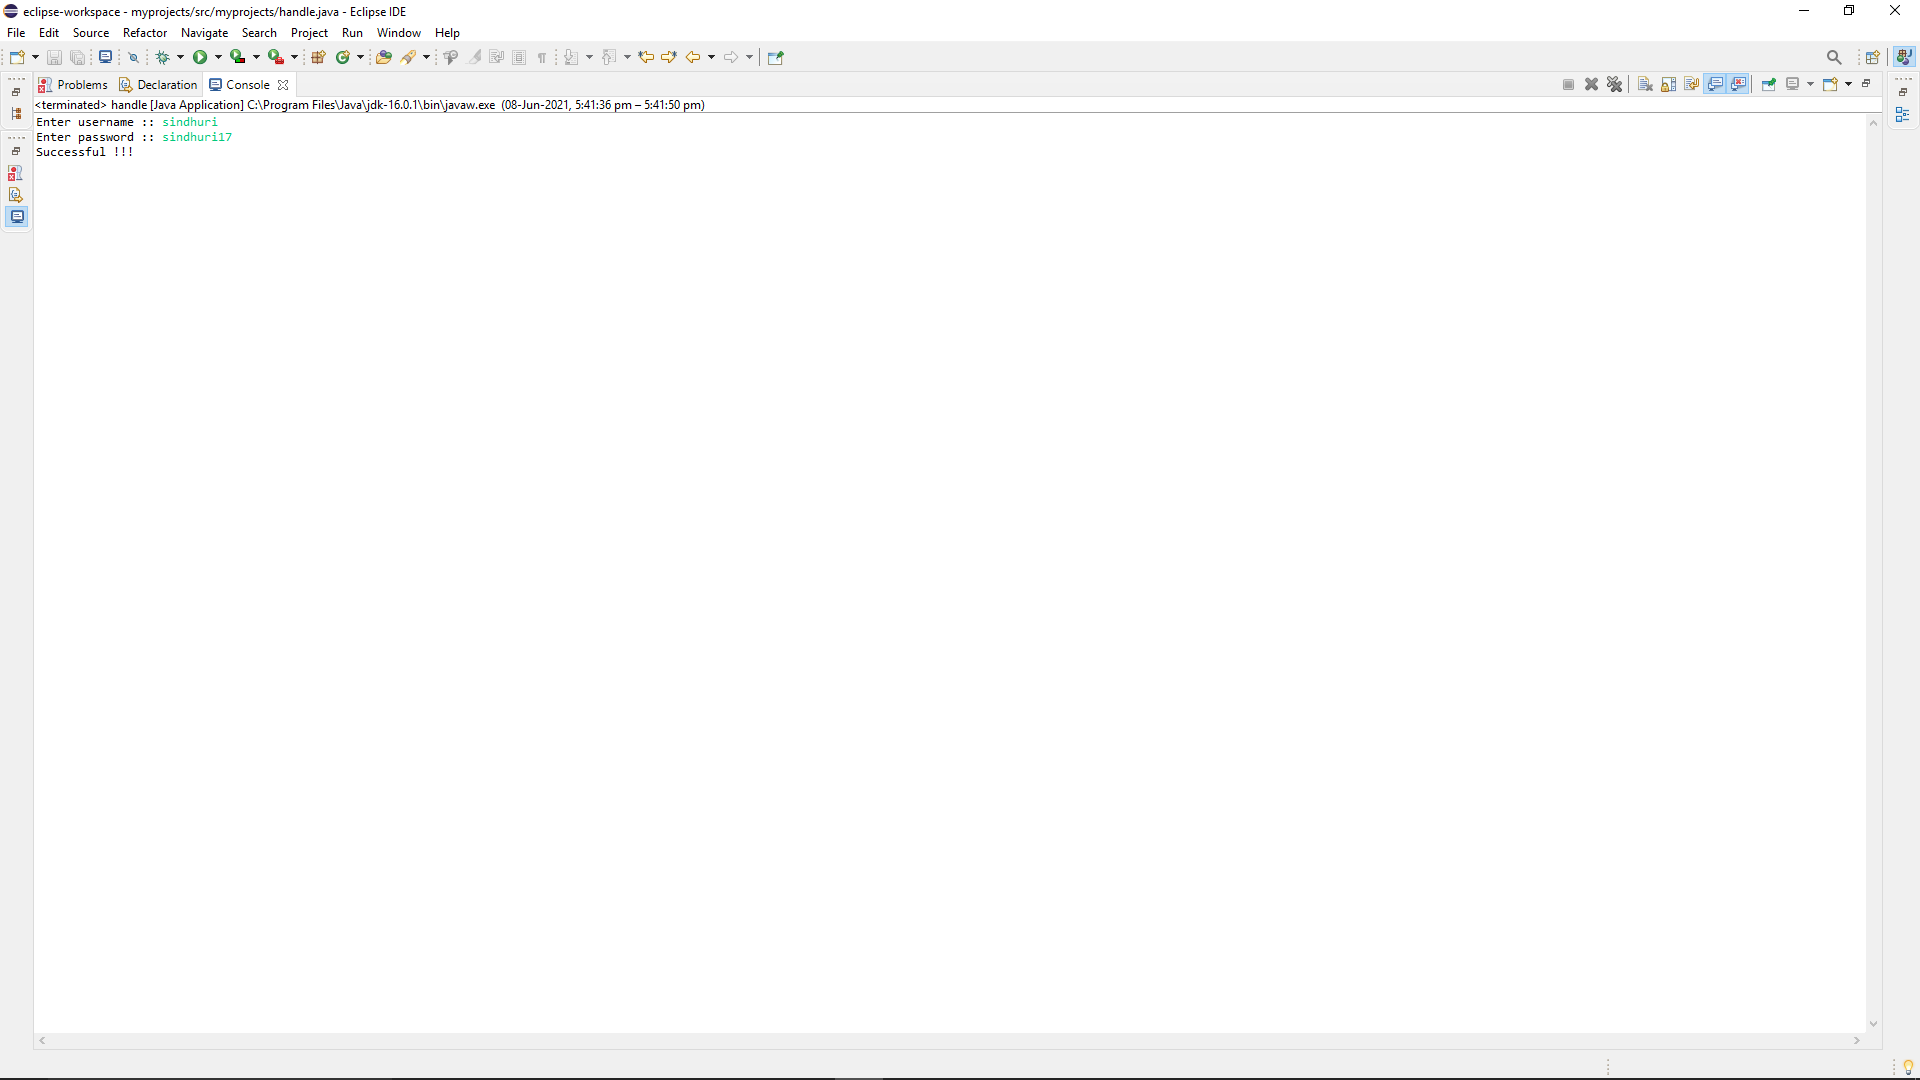 eclipse-workspace - myprojects/src/myprojects/handle.java - Eclipse IDE
File Edit Source Refactor Navigate Search Project Run Window Help
Problems Declaration Console
<terminated> handle [Java Application] C:\Program Files\Java\jdk-16.0.1\bin\javaw.exe (08-Jun-2021, 5:41:36 pm – 5:41:50 pm)
Enter username :: sindhuri
Enter password :: sindhuri17
Successful !!!